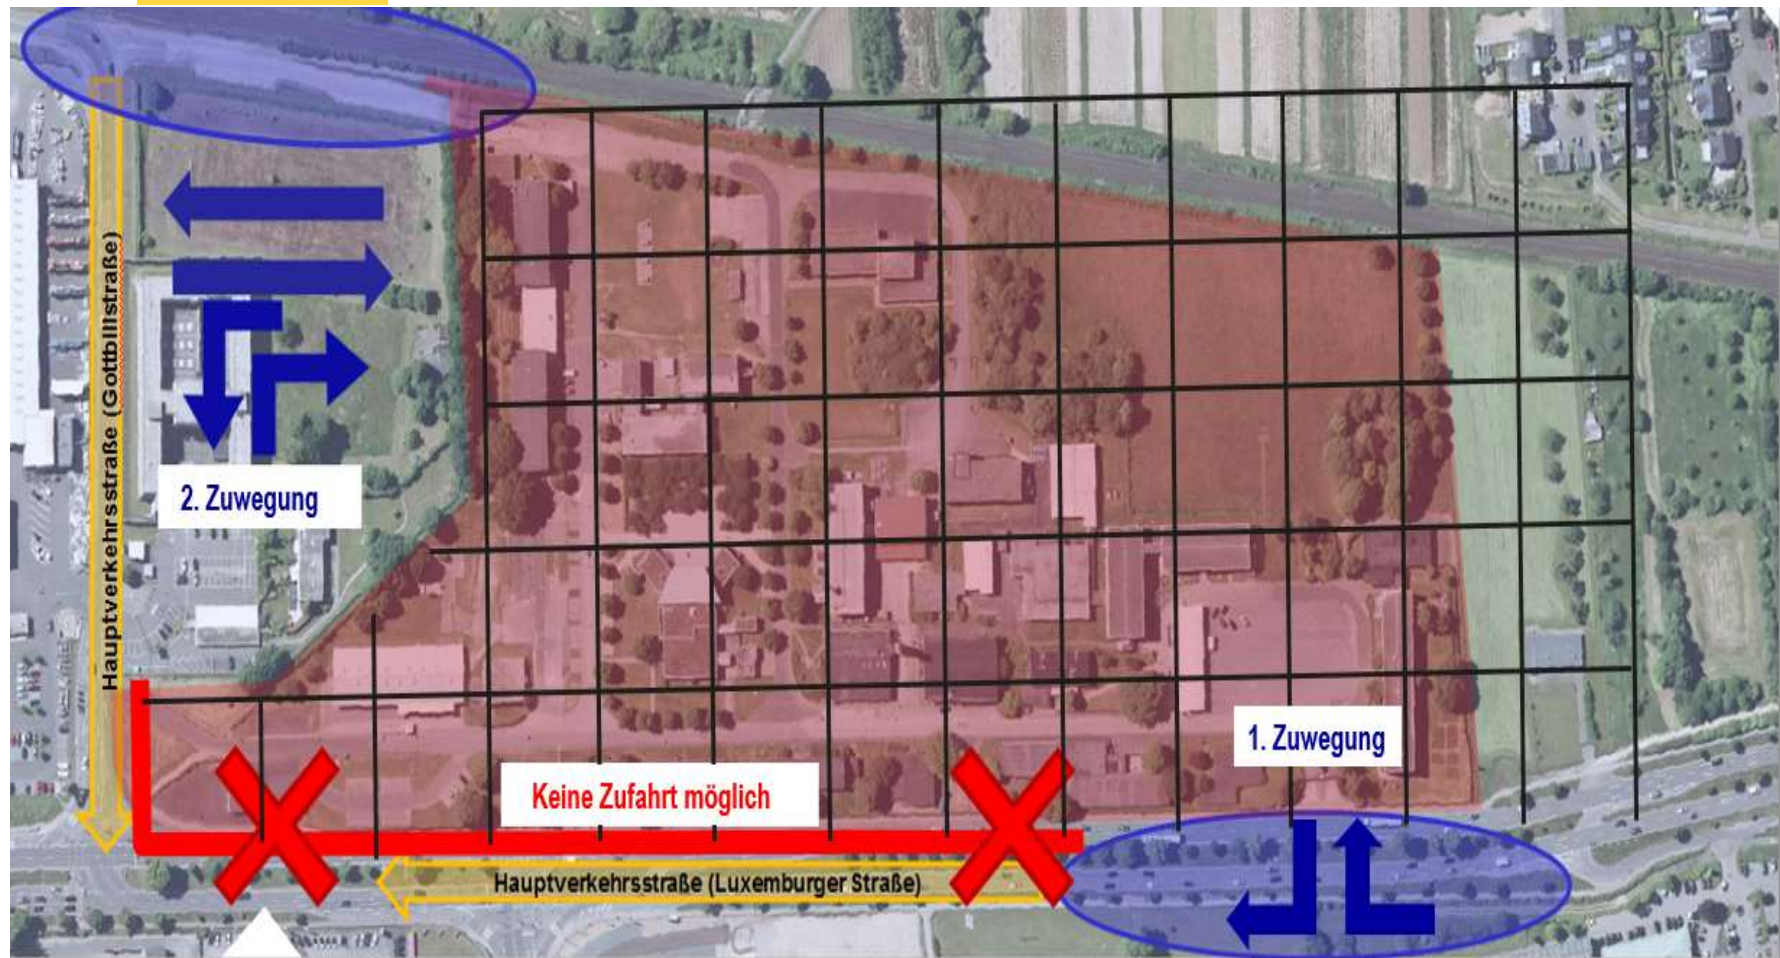 Hauptverkehrsstraße (Gottbillstraße)
2. Zuwegung
1. Zuwegung
Keine Zufahrt möglich
Hauptverkehrsstraße (Luxemburger Straße)